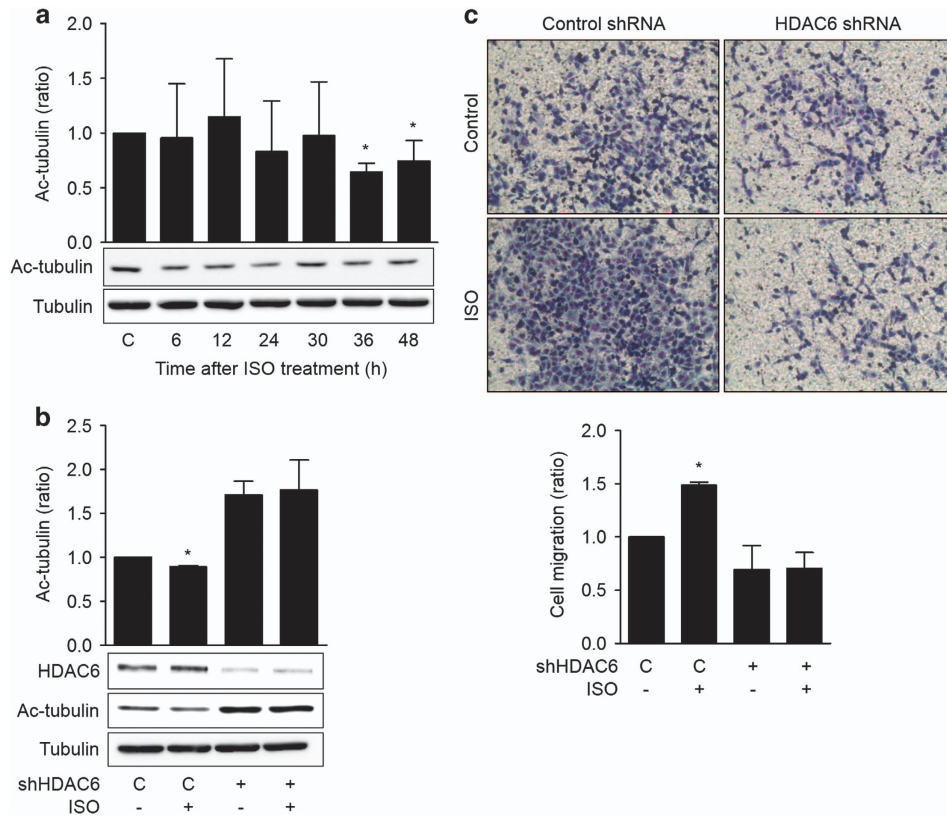 a
Ac-tubulin (ratio)
2.0
1.5
1.0
0.5
0.0
*
*
Ac-tubulin
Tubulin
C 6 12 24 30 36 48
Time after ISO treatment (h)
b
Ac-tubulin (ratio)
2.5
2.0
1.5
1.0
0.5
0.0
*
HDAC6
Ac-tubulin
Tubulin
shHDAC6 C C + +
ISO - + - +
c
Control shRNA HDAC6 shRNA
Control
ISO
Cell migration (ratio)
2.0
1.5
1.0
0.5
0.0
*
shHDAC6 C C + +
ISO - + - +